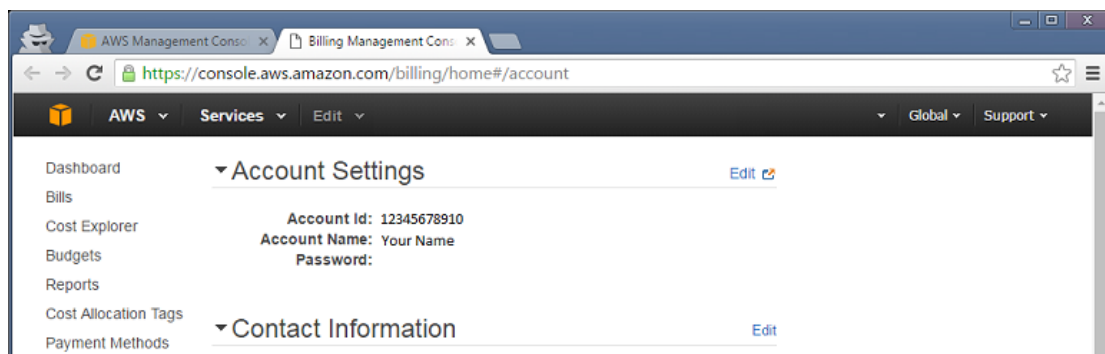 AWS Management Consol
Billing Management Cons
https://console.aws.amazon.com/billing/home#/account
AWS Services Edit Global Support
Dashboard
Bills
Cost Explorer
Budgets
Reports
Cost Allocation Tags
Payment Methods
Account Settings Edit
Account Id: 12345678910
Account Name: Your Name
Password:
Contact Information Edit